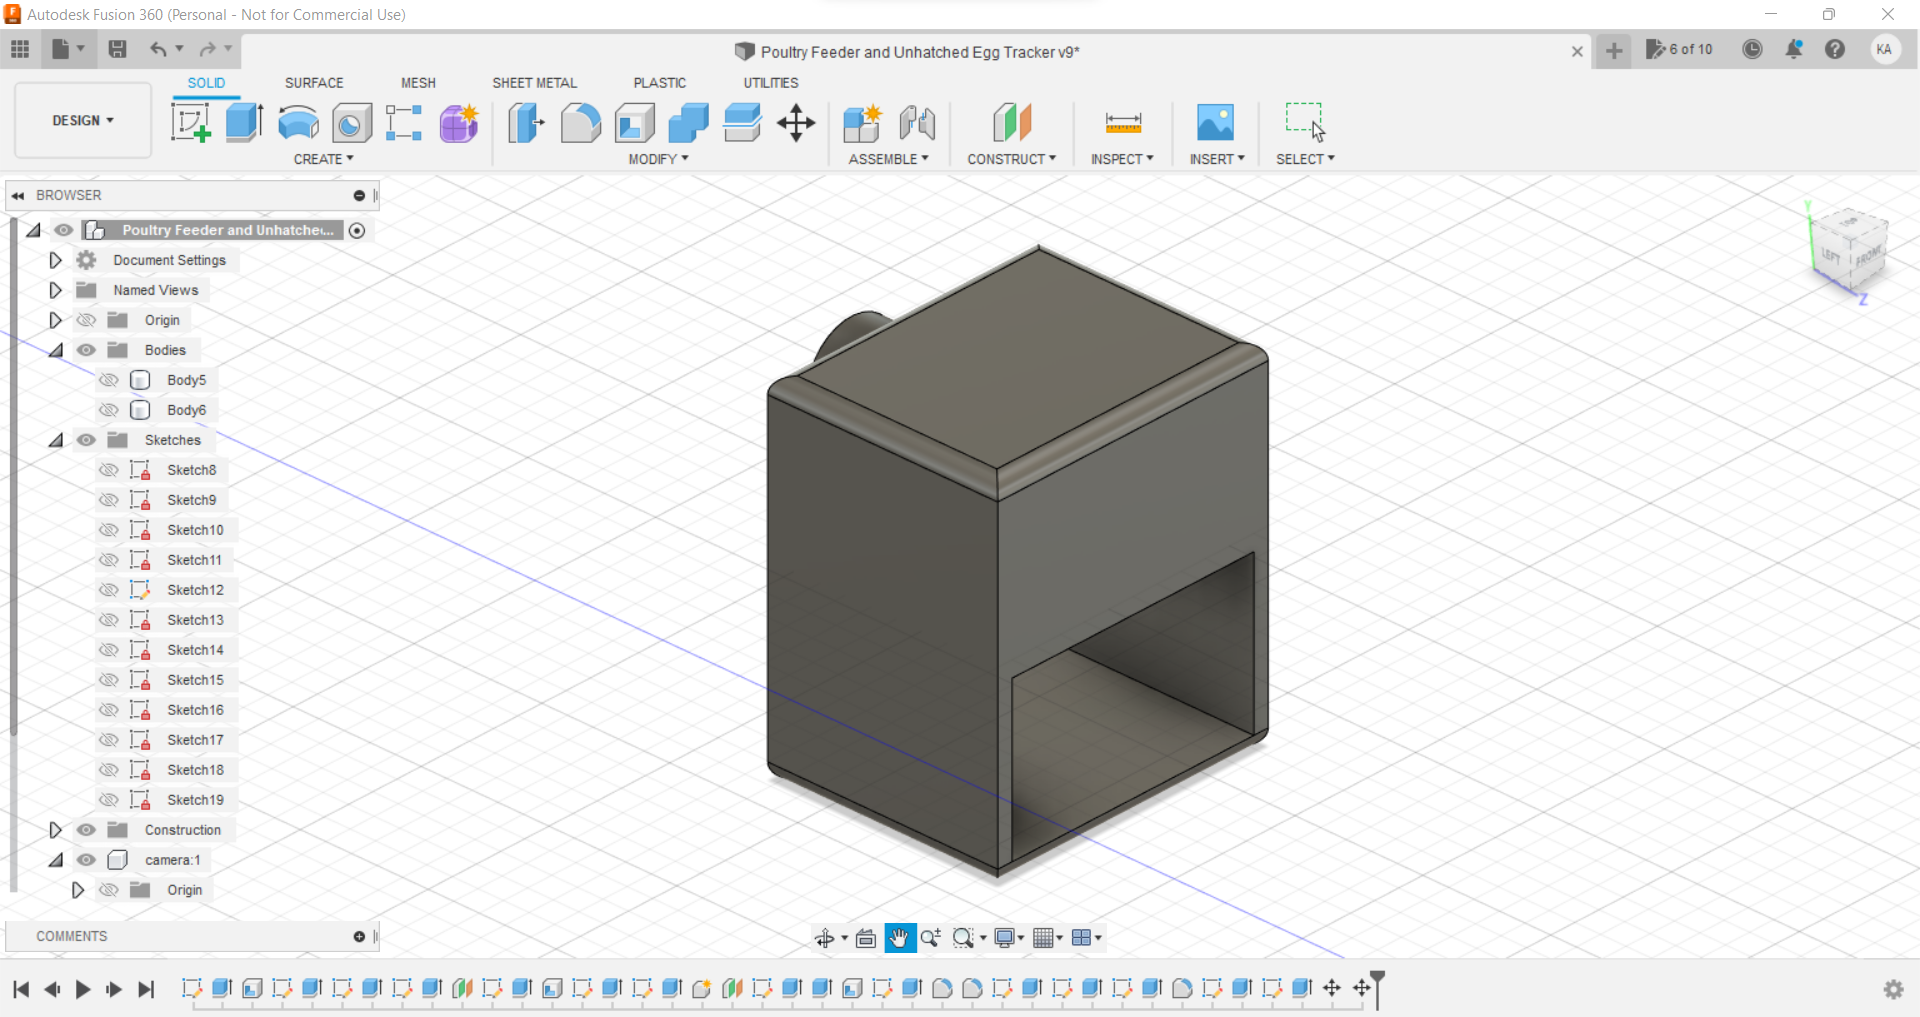 Autodesk Fusion 360 (Personal - Not for Commercial Use)
Poultry Feeder and Unhatched Egg Tracker v9*
6 of 10
KA
SOLID SURFACE MESH SHEET METAL PLASTIC UTILITIES
DESIGN
CREATE MODIFY ASSEMBLE CONSTRUCT INSPECT INSERT SELECT
BROWSER
Poultry Feeder and Unhatche...
Document Settings
Named Views
Origin
Bodies
Body5
Body6
Sketches
Sketch8
Sketch9
Sketch10
Sketch11
Sketch12
Sketch13
Sketch14
Sketch15
Sketch16
Sketch17
Sketch18
Sketch19
Construction
camera:1
Origin
COMMENTS
Y
LEFT FRONT
Z